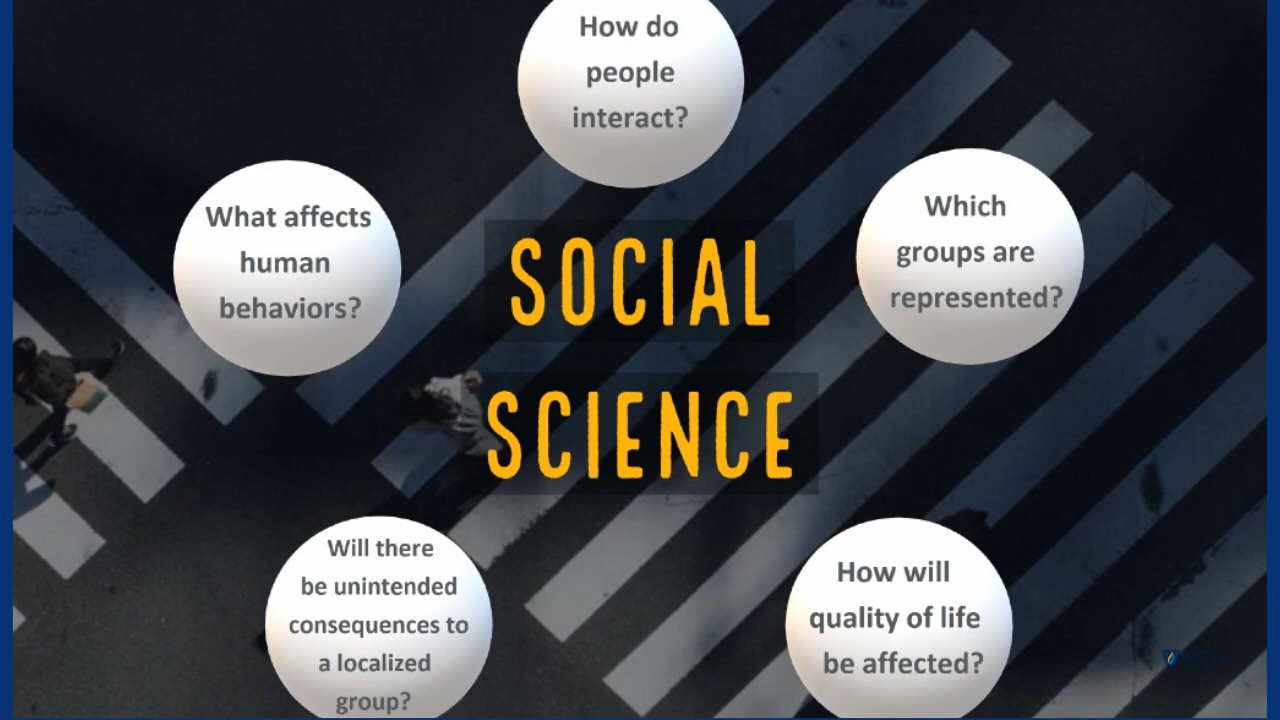 How do
people
interact?
What affects
human
behaviors?
Which
groups are
represented?
SOCIAL
SCIENCE
Will there
be unintended
consequences to
a localized
group?
How will
quality of life
be affected?